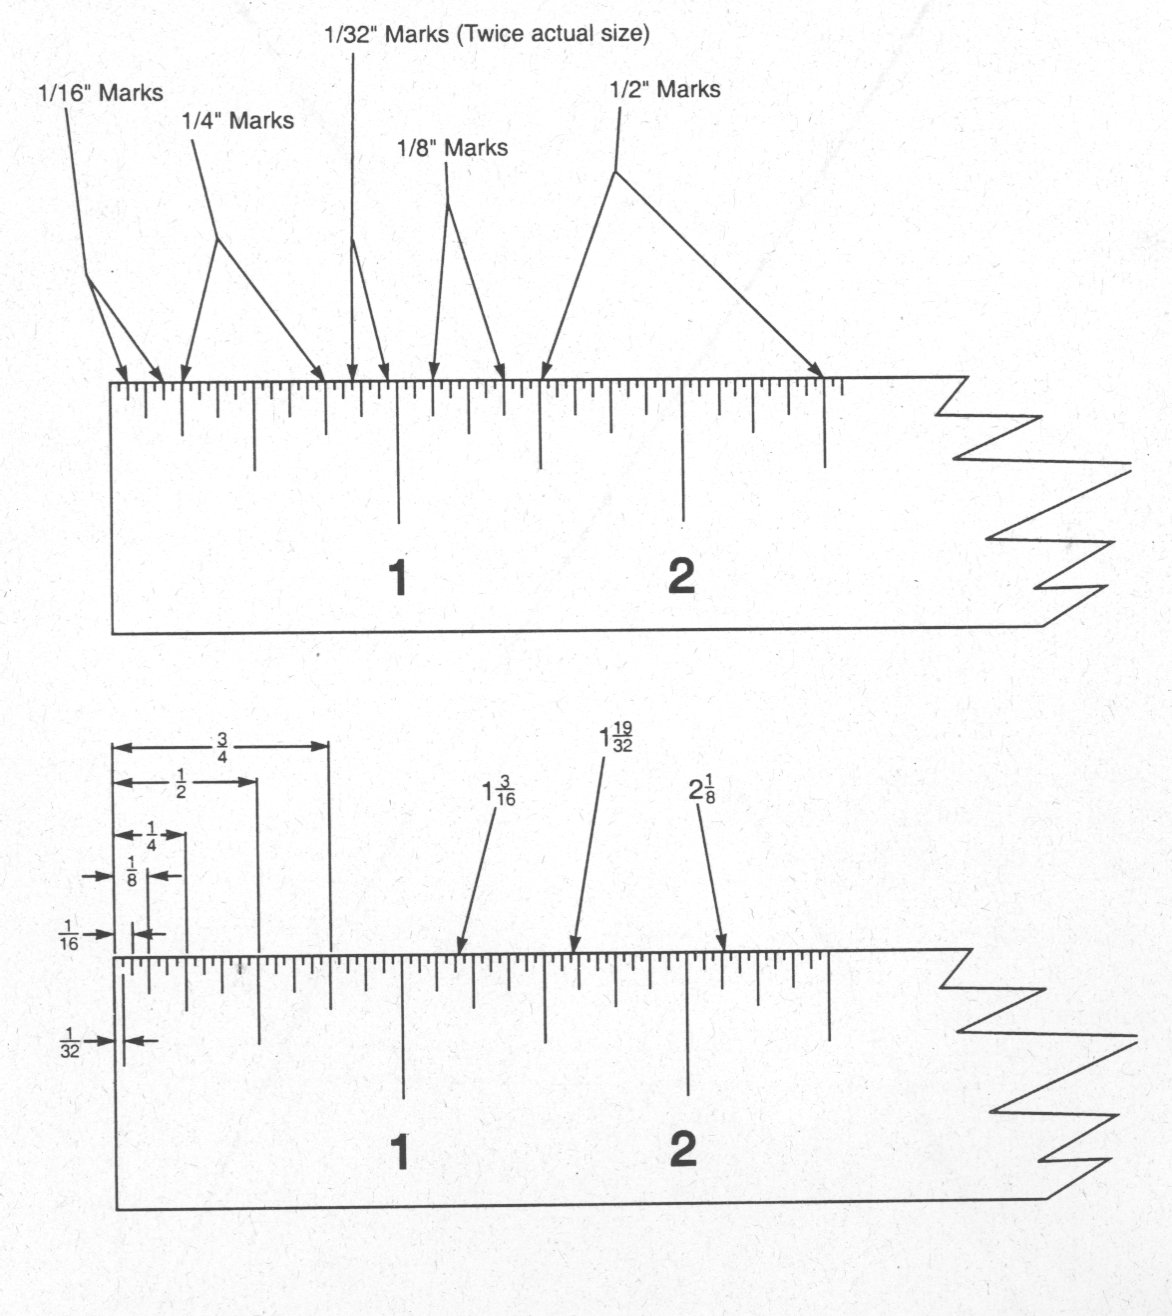 1/32" Marks (Twice actual size)
1/16" Marks
1/2" Marks
1/4" Marks
1/8" Marks
1 2
3/4
1 19/32
1/2
1 3/16
2 1/8
1/4
1/8
1/16
1/32
1 2